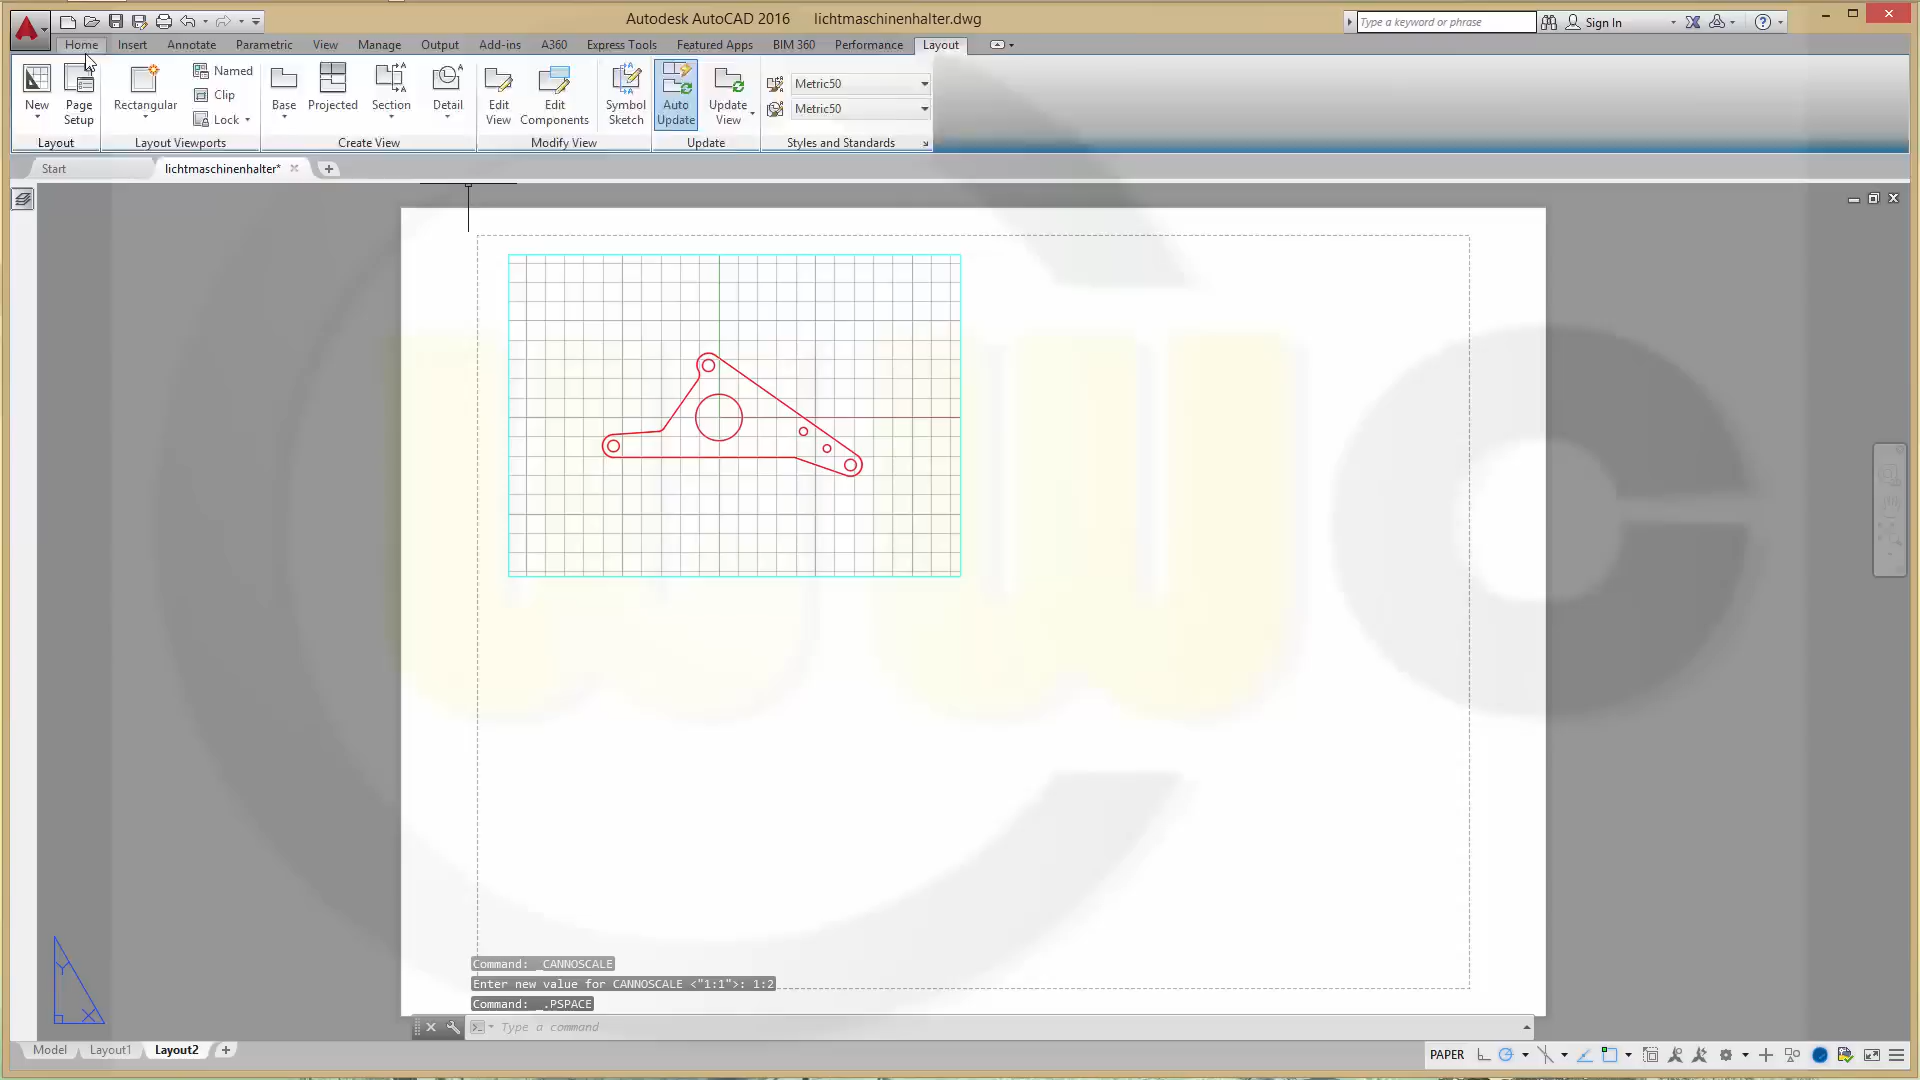 Autodesk AutoCAD 2016 lichtmaschinenhalter.dwg
Type a keyword or phrase
Sign In
Home Insert Annotate Parametric View Manage Output Add-ins A360 Express Tools Featured Apps BIM 360 Performance Layout
New
Page Setup
Rectangular
Named
Clip
Lock
Base
Projected
Section
Detail
Edit View
Edit Components
Symbol Sketch
Auto Update
Update View
Metric50
Metric50
Layout Layout Viewports Create View Modify View Update Styles and Standards
Start lichtmaschinenhalter*
Command: _CANNOSCALE
Enter new value for CANNOSCALE <"1:1">: 1:2
Command: _.PSPACE
Type a command
Y
X
Model Layout1 Layout2
PAPER